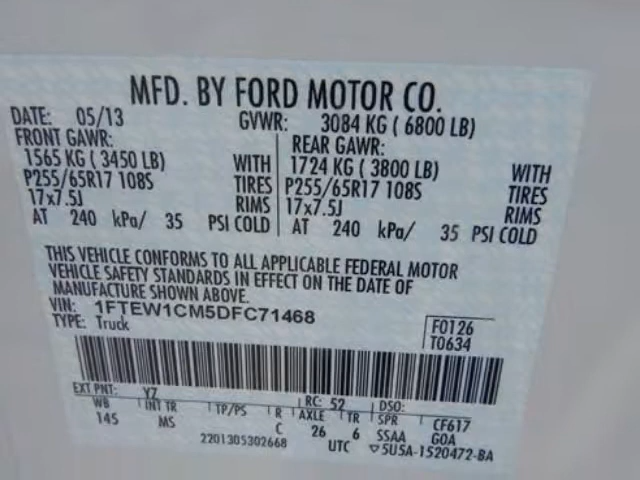 MFD. BY FORD MOTOR CO.
DATE: 05/13 GVWR: 3084 KG ( 6800 LB)
FRONT GAWR: REAR GAWR:
1565 KG ( 3450 LB) WITH 1724 KG ( 3800 LB) WITH
P255/65R17 108S TIRES P255/65R17 108S TIRES
17x7.5J RIMS 17x7.5J RIMS
AT 240 kPa/ 35 PSI COLD AT 240 kPa/ 35 PSI COLD
THIS VEHICLE CONFORMS TO ALL APPLICABLE FEDERAL MOTOR
VEHICLE SAFETY STANDARDS IN EFFECT ON THE DATE OF
MANUFACTURE SHOWN ABOVE.
VIN: 1FTEW1CM5DFC71468
TYPE: Truck
F0126
T0634
EXT PNT: YZ RC: 52 DSO:
WB INT TR TP/PS R AXLE TR SPR CF617
145 MS C 26 6 SSAA GOA
2201305302668 UTC ▽5U5A-1520472-BA